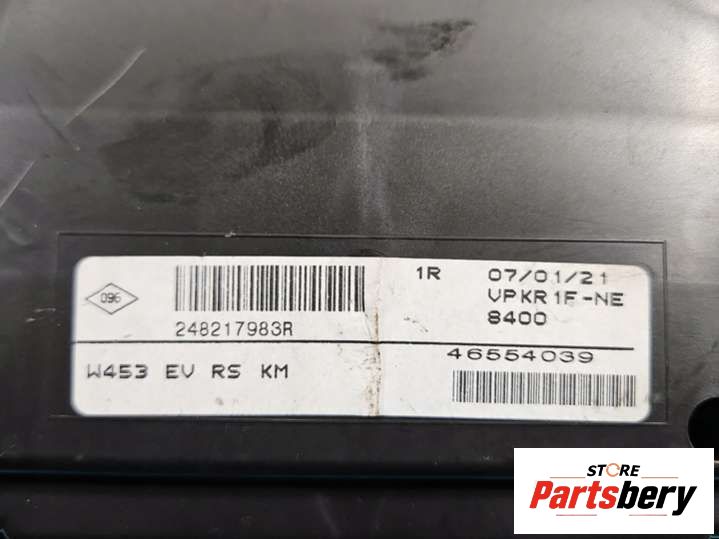 096
248217983R
W453 EV RS KM
1R 07/01/21
VPKR1F-NE
8400
46554039
STORE
Partsbery